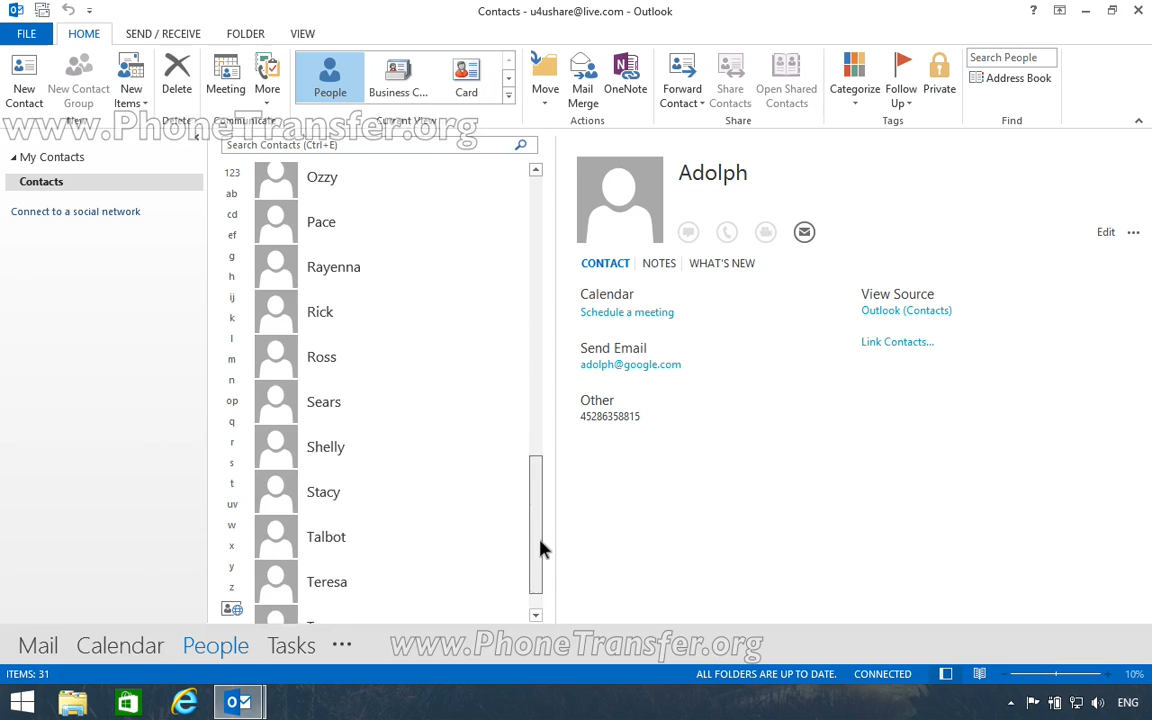 Contacts - u4ushare@live.com - Outlook
FILE HOME SEND / RECEIVE FOLDER VIEW
New Contact
New Contact Group
New Items
Delete
Meeting
More
People
Business C...
Card
Move
Mail Merge
OneNote
Forward Contact
Share Contacts
Open Shared Contacts
Categorize
Follow Up
Private
Search People
Address Book
Delete Communicate Current View Actions Share Tags Find
www.PhoneTransfer.org
My Contacts
Contacts
Connect to a social network
Search Contacts (Ctrl+E)
123
ab
cd
ef
g
h
ij
k
l
m
n
op
q
r
s
t
uv
w
x
y
z
Ozzy
Pace
Rayenna
Rick
Ross
Sears
Shelly
Stacy
Talbot
Teresa
Adolph
Edit
CONTACT NOTES WHAT'S NEW
Calendar
Schedule a meeting
Send Email
adolph@google.com
Other
45286358815
View Source
Outlook (Contacts)
Link Contacts...
Mail Calendar People Tasks
www.PhoneTransfer.org
ITEMS: 31
ALL FOLDERS ARE UP TO DATE. CONNECTED 10%
ENG